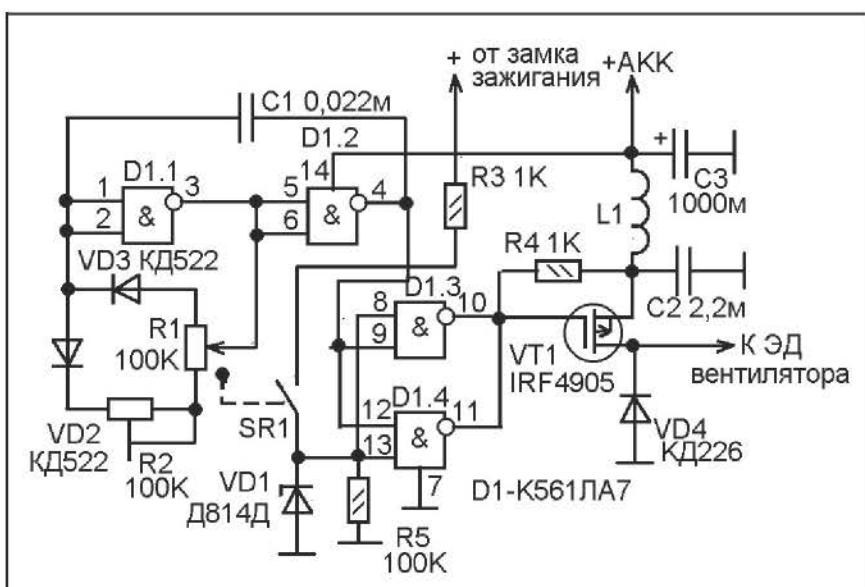 + от замка
зажигания
+АКК
C1 0,022м
D1.2
D1.1
14
R3 1K
+
C3
1000м
1
3
5
4
2
&
6
&
L1
R4 1K
VD3 КД522
D1.3
C2 2,2м
8
10
R1
100K
9
&
VT1
IRF4905
К ЭД
вентилятора
D1.4
12
11
SR1
&
VD2
КД522
13
VD4
КД226
R2
100K
VD1
Д814Д
7
D1-К561ЛА7
R5
100K